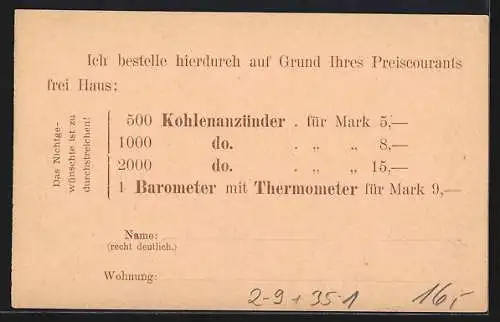 Ich bestelle hierdurch auf Grund Ihres Preiscourants
frei Haus:
Das Nichtge-
wünschte ist zu
durchstreichen!
500 Kohlenanzünder . für Mark 5,—
1000 do. . „ „ 8,—
2000 do. . „ „ 15,—
1 Barometer mit Thermometer für Mark 9,—
Name:
(recht deutlich.)
Wohnung:
2-9+35-1 16,-